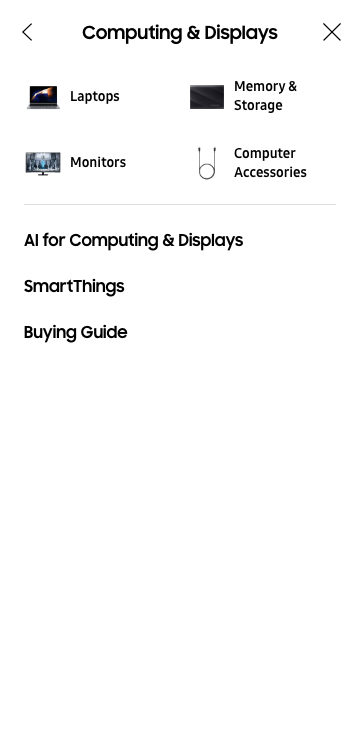 Computing & Displays
Laptops
Memory &
Storage
Monitors
Computer
Accessories
AI for Computing & Displays
SmartThings
Buying Guide